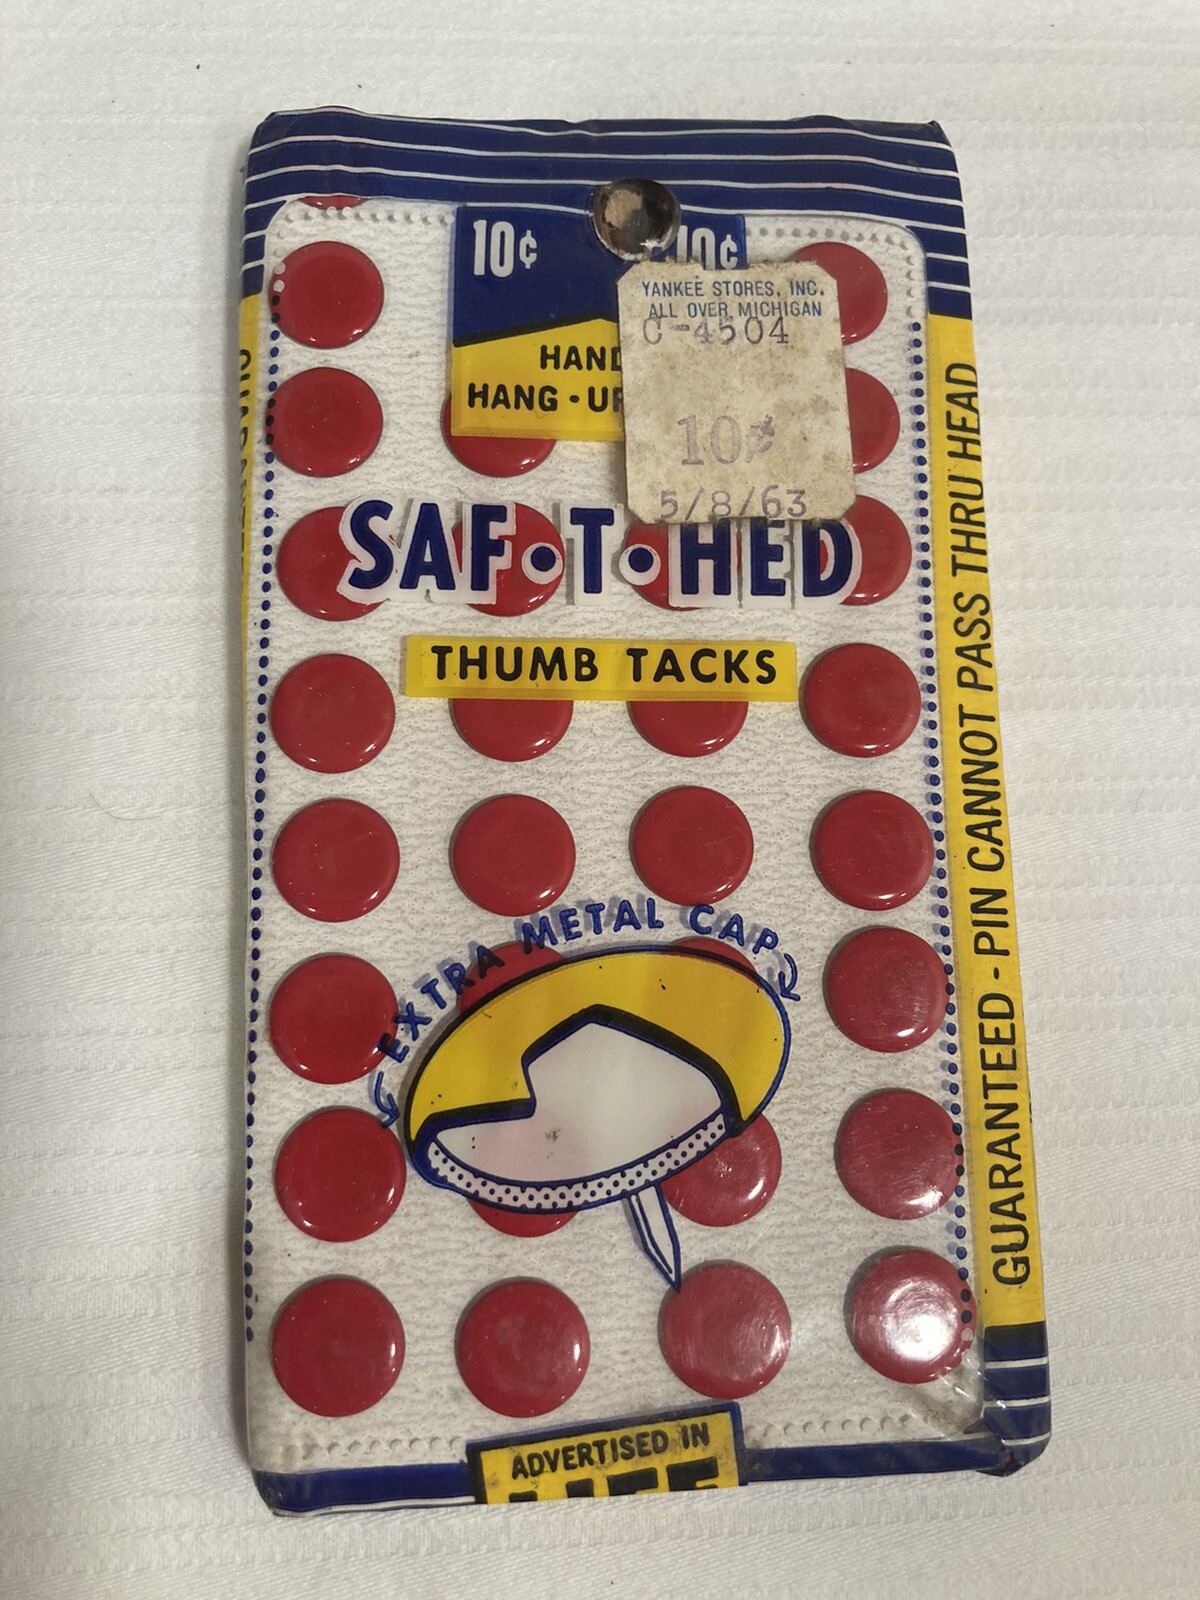 10¢ 10¢
YANKEE STORES, INC.
ALL OVER MICHIGAN
C-4504
10¢
5/8/63
HAND
HANG-UP
SAF•T•HED
THUMB TACKS
EXTRA METAL CAP
GUARANTEED - PIN CANNOT PASS THRU HEAD
ADVERTISED IN
LIFE